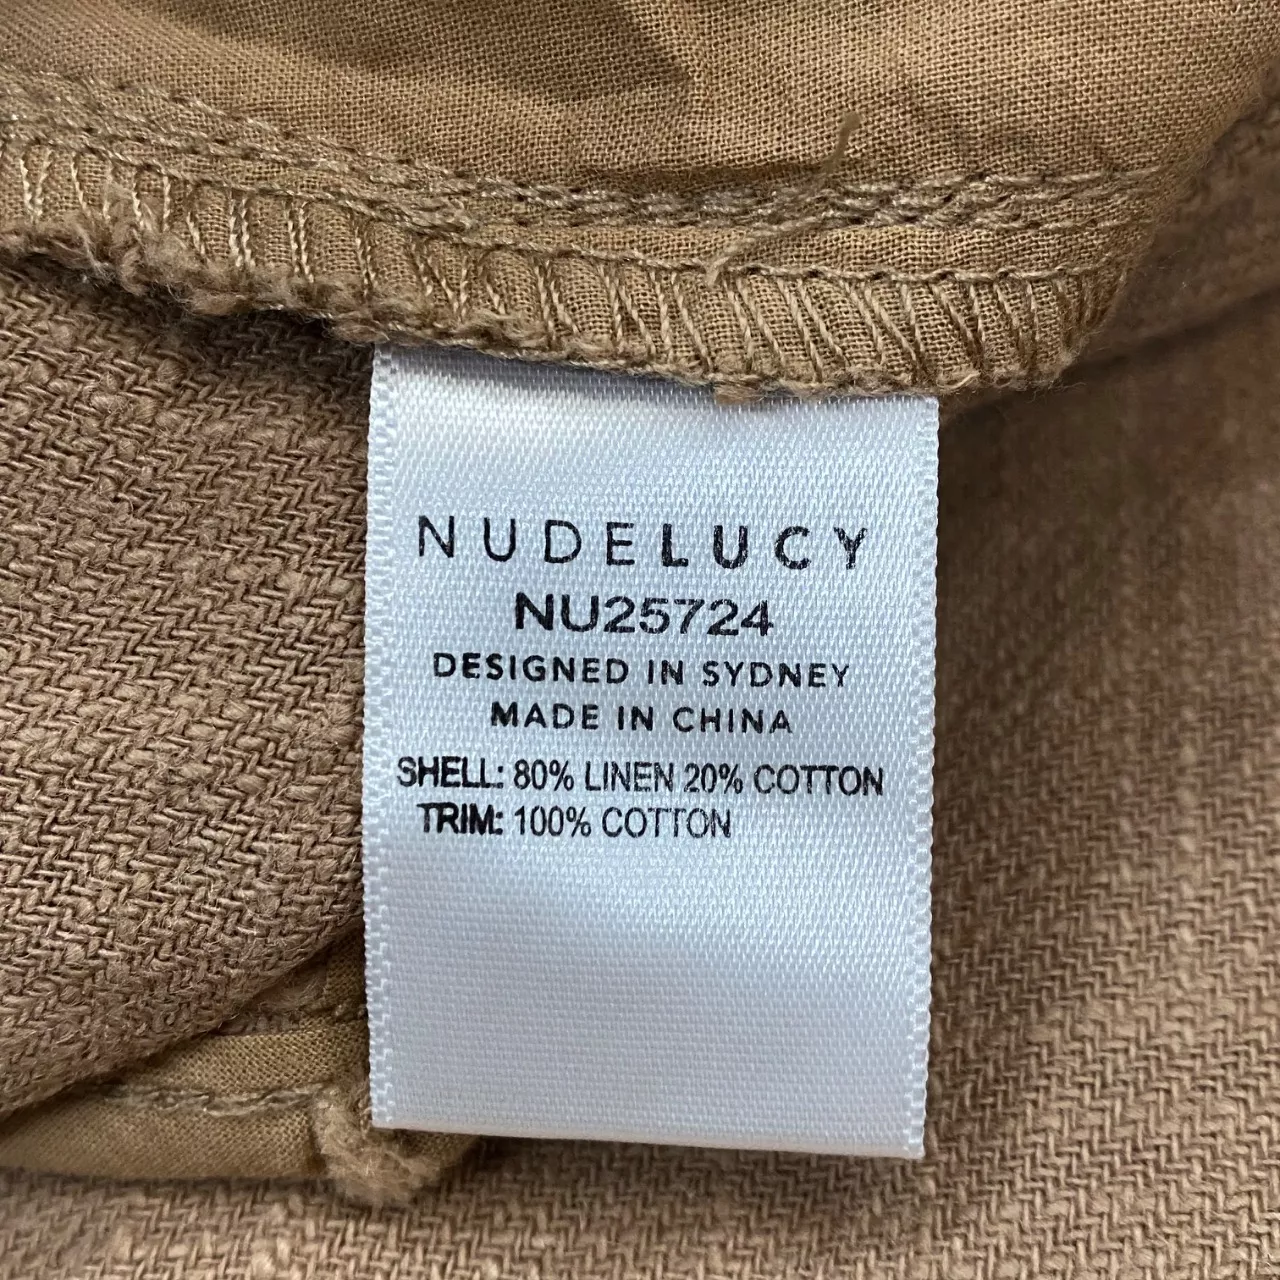 NUDELUCY
NU25724
DESIGNED IN SYDNEY
MADE IN CHINA
SHELL: 80% LINEN 20% COTTON
TRIM: 100% COTTON